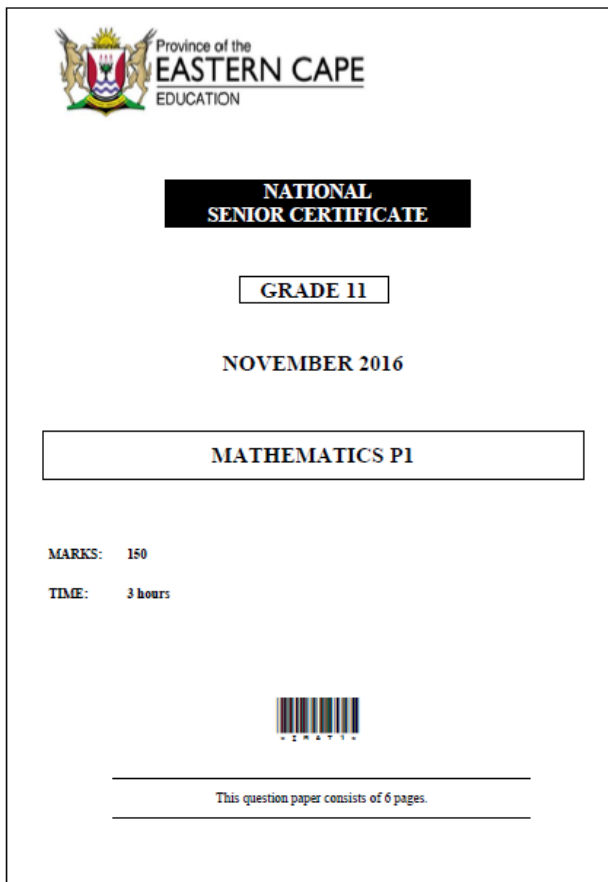 Province of the
EASTERN CAPE
EDUCATION
NATIONAL
SENIOR CERTIFICATE
GRADE 11
NOVEMBER 2016
MATHEMATICS P1
MARKS: 150
TIME: 3 hours
This question paper consists of 6 pages.